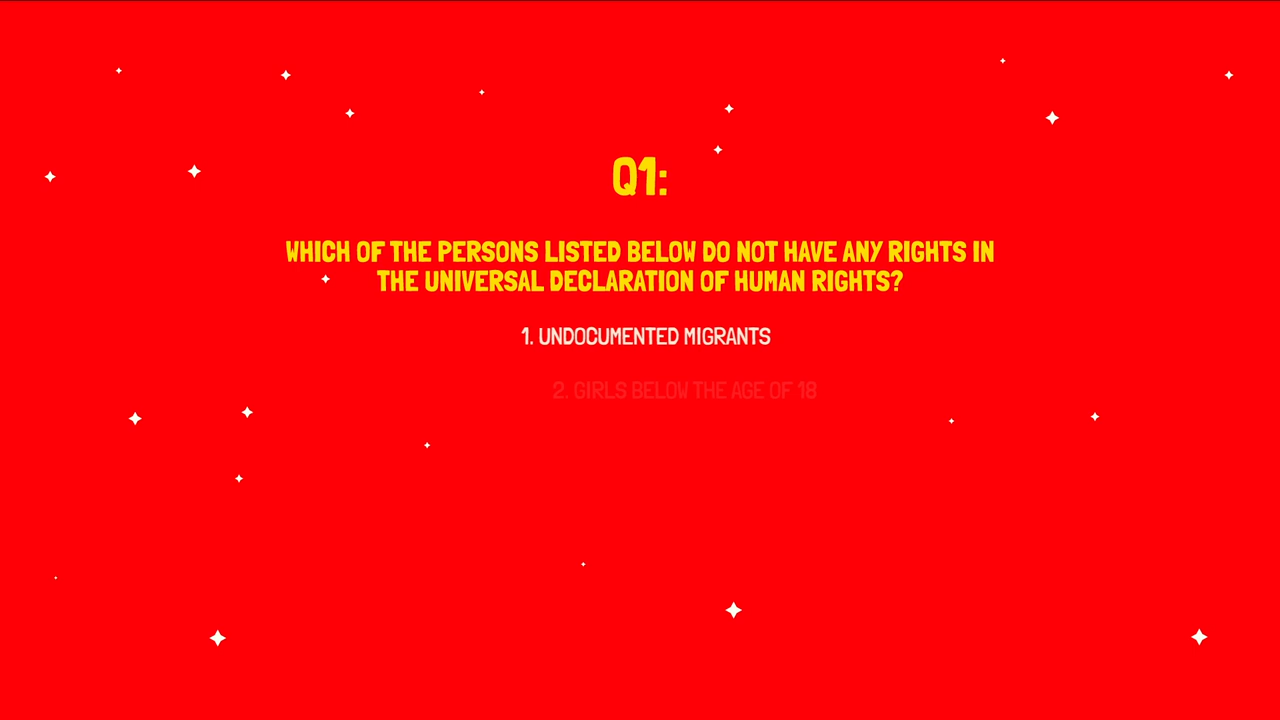 Q1:
WHICH OF THE PERSONS LISTED BELOW DO NOT HAVE ANY RIGHTS IN
THE UNIVERSAL DECLARATION OF HUMAN RIGHTS?
1. UNDOCUMENTED MIGRANTS
2. GIRLS BELOW THE AGE OF 18